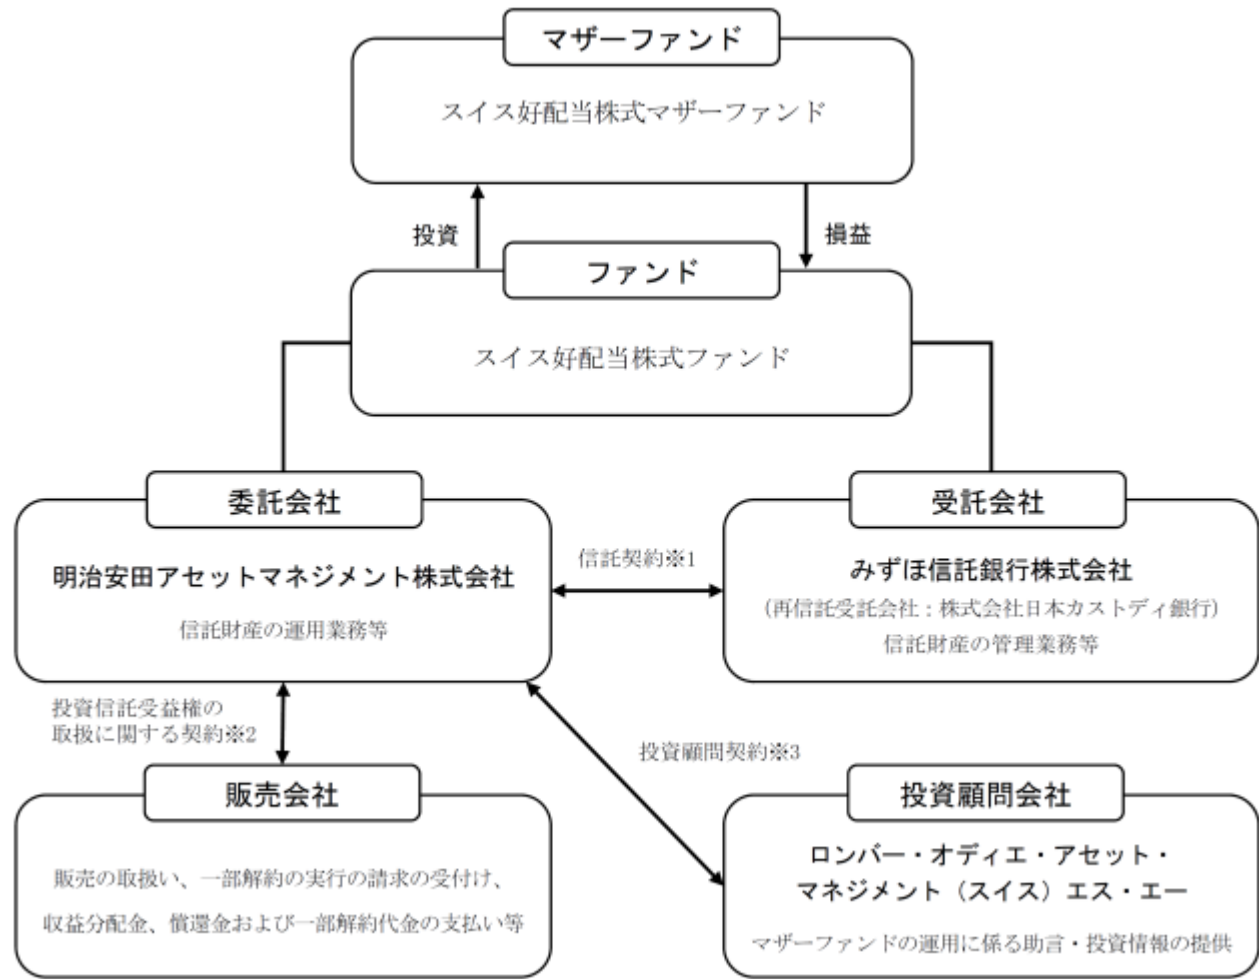 マザーファンド
スイス好配当株式マザーファンド
投資
損益
ファンド
スイス好配当株式ファンド
委託会社
明治安田アセットマネジメント株式会社
信託財産の運用業務等
信託契約※1
受託会社
みずほ信託銀行株式会社
(再信託受託会社：株式会社日本カストディ銀行)
信託財産の管理業務等
投資信託受益権の
取扱に関する契約※2
投資顧問契約※3
販売会社
販売の取扱い、一部解約の実行の請求の受付け、
収益分配金、償還金および一部解約代金の支払い等
投資顧問会社
ロンバー・オディエ・アセット・
マネジメント（スイス）エス・エー
マザーファンドの運用に係る助言・投資情報の提供